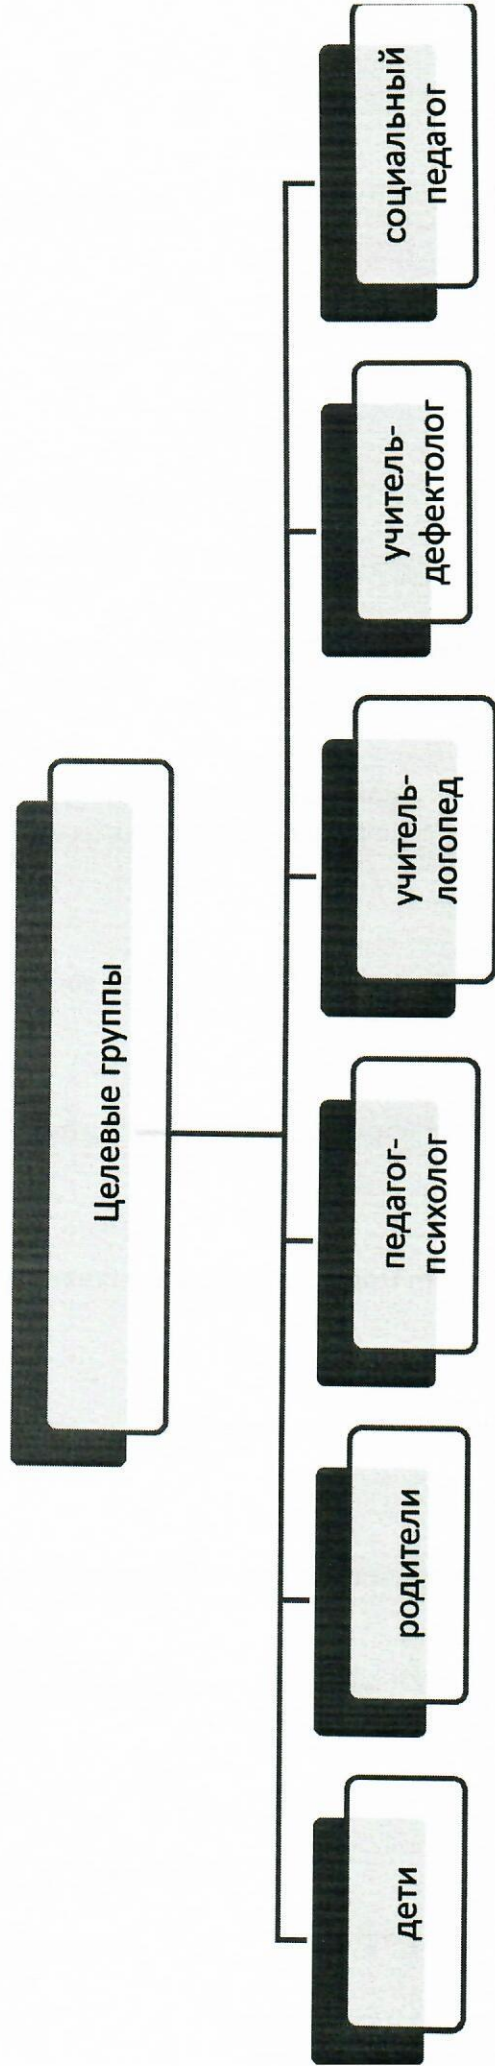 Целевые группы
дети
родители
педагог-
психолог
учитель-
логопед
учитель-
дефектолог
социальный
педагог